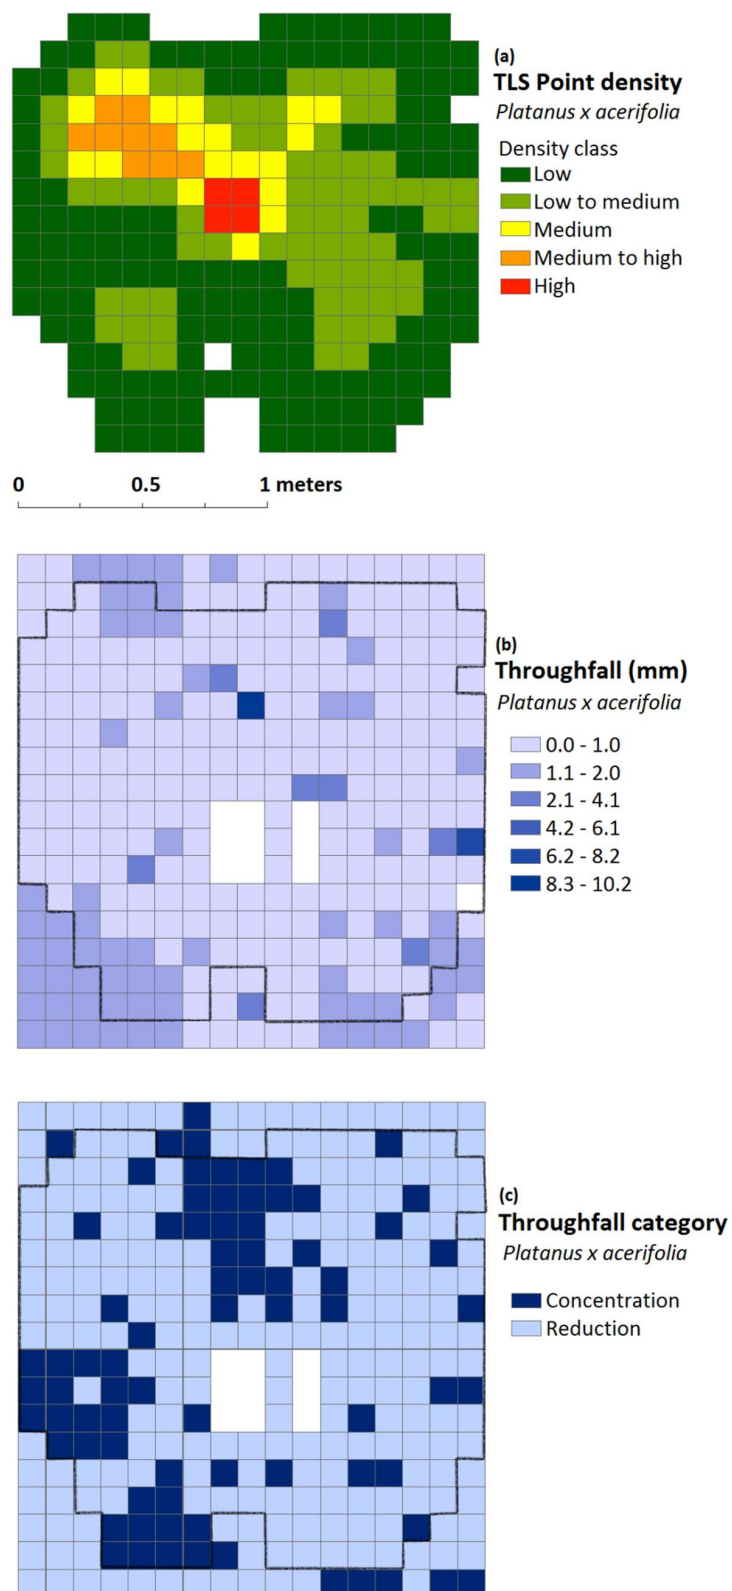 (a)
TLS Point density
Platanus x acerifolia
Density class
Low
Low to medium
Medium
Medium to high
High
0 0.5 1 meters
(b)
Throughfall (mm)
Platanus x acerifolia
0.0 - 1.0
1.1 - 2.0
2.1 - 4.1
4.2 - 6.1
6.2 - 8.2
8.3 - 10.2
(c)
Throughfall category
Platanus x acerifolia
Concentration
Reduction